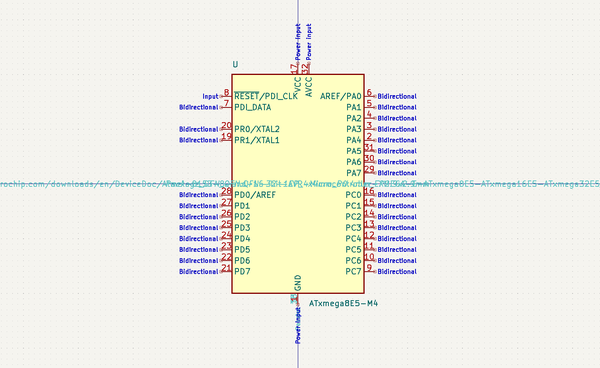 Power Input
Power Input
U
17
32
VCC
AVCC
Input 8 RESET/PDI_CLK AREF/PA0 6 Bidirectional
Bidirectional 7 PDI_DATA PA1 5 Bidirectional
PA2 4 Bidirectional
Bidirectional 20 PR0/XTAL2 PA3 3 Bidirectional
Bidirectional 19 PR1/XTAL1 PA4 2 Bidirectional
PA5 31 Bidirectional
PA6 30 Bidirectional
PA7 29 Bidirectional
rochip.com/downloads/en/DeviceDoc/
Bidirectional 28 PD0/AREF PC0 16 Bidirectional
Bidirectional 27 PD1 PC1 15 Bidirectional
Bidirectional 26 PD2 PC2 14 Bidirectional
Bidirectional 25 PD3 PC3 13 Bidirectional
Bidirectional 24 PD4 PC4 12 Bidirectional
Bidirectional 23 PD5 PC5 11 Bidirectional
Bidirectional 22 PD6 PC6 10 Bidirectional
Bidirectional 21 PD7 PC7 9 Bidirectional
GND
ATxmega8E5-M4
Power Input